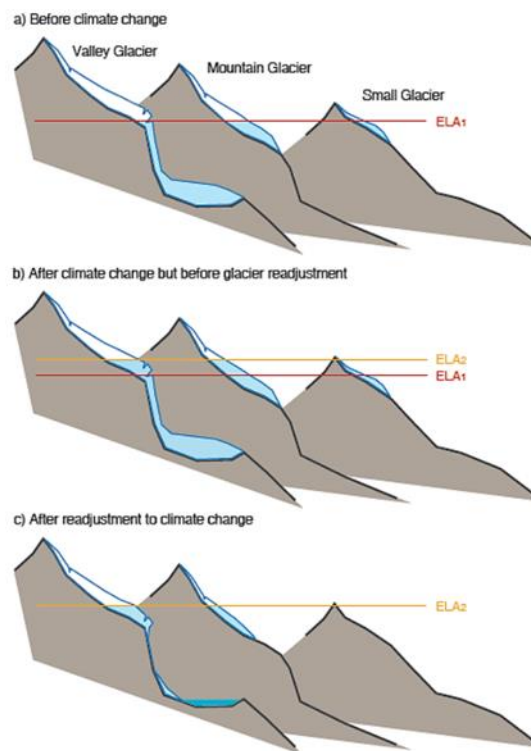 a) Before climate change
Valley Glacier
Mountain Glacier
Small Glacier
ELA₁
b) After climate change but before glacier readjustment
ELA₂
ELA₁
c) After readjustment to climate change
ELA₂